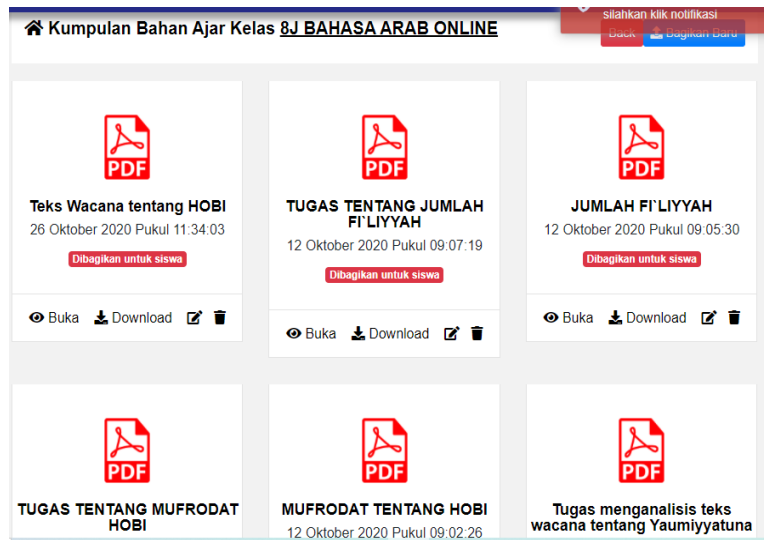 silahkan klik notifikasi
Kumpulan Bahan Ajar Kelas 8J BAHASA ARAB ONLINE
Back Bagikan Baru
PDF
Teks Wacana tentang HOBI
26 Oktober 2020 Pukul 11:34:03
Dibagikan untuk siswa
Buka Download
PDF
TUGAS TENTANG JUMLAH
FI`LIYYAH
12 Oktober 2020 Pukul 09:07:19
Dibagikan untuk siswa
Buka Download
PDF
JUMLAH FI`LIYYAH
12 Oktober 2020 Pukul 09:05:30
Dibagikan untuk siswa
Buka Download
PDF
TUGAS TENTANG MUFRODAT
HOBI
PDF
MUFRODAT TENTANG HOBI
12 Oktober 2020 Pukul 09:02:26
PDF
Tugas menganalisis teks
wacana tentang Yaumiyyatuna